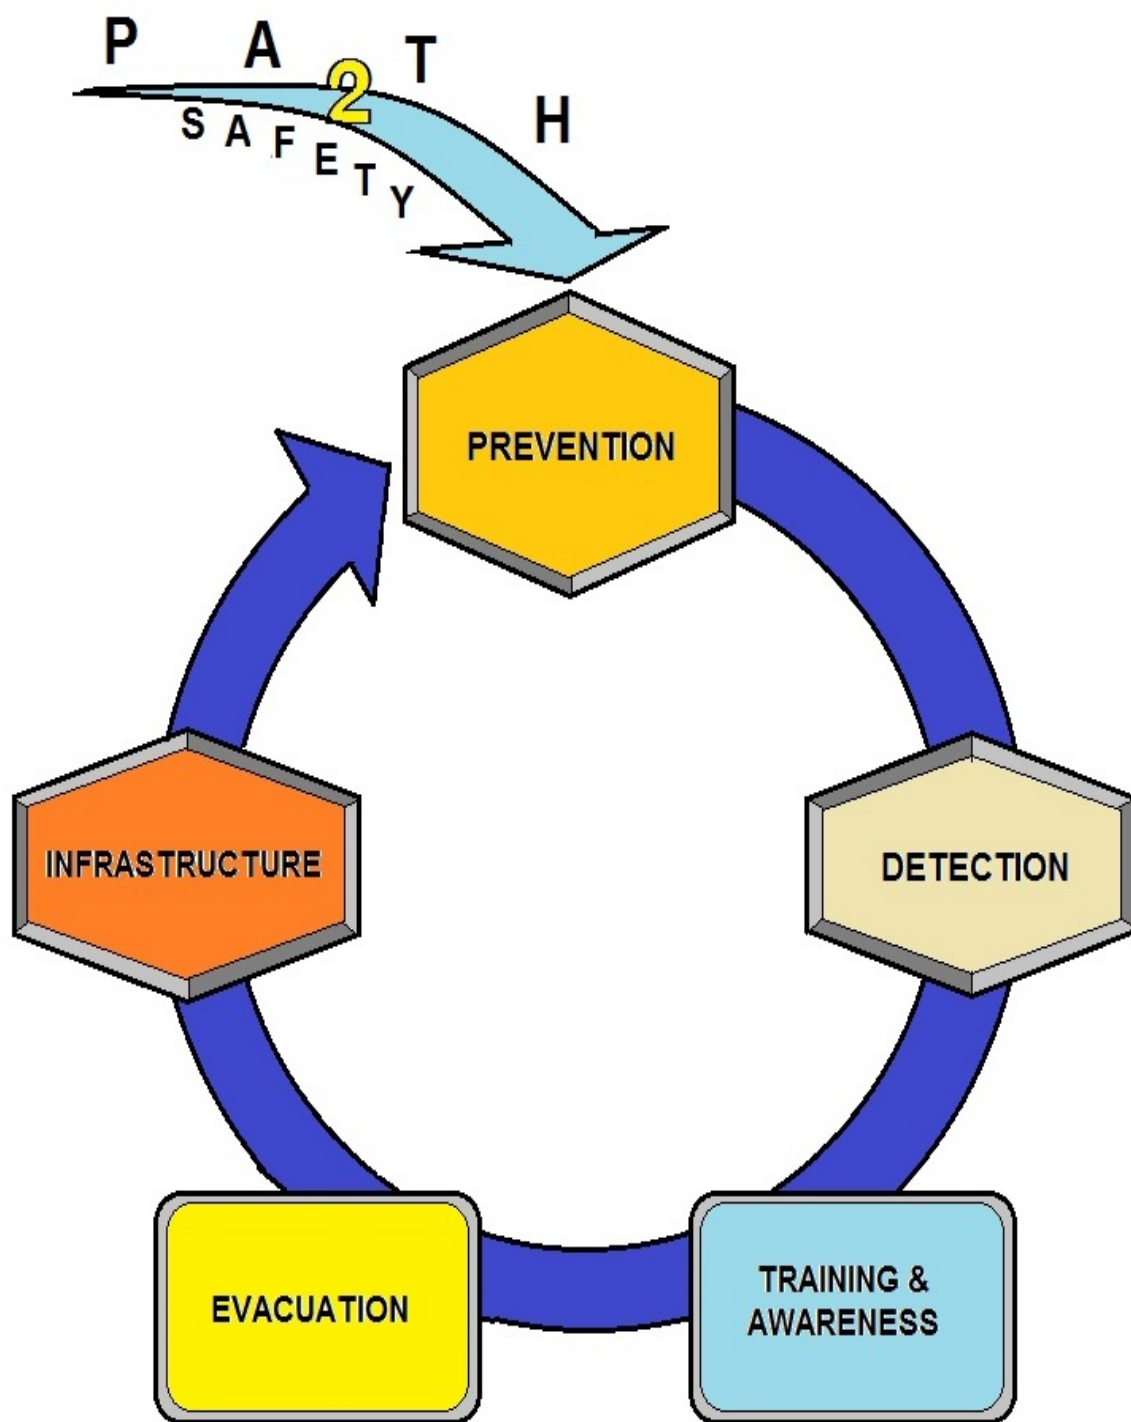 P A 2 T H
SAFETY
PREVENTION
INFRASTRUCTURE
DETECTION
EVACUATION
TRAINING &
AWARENESS